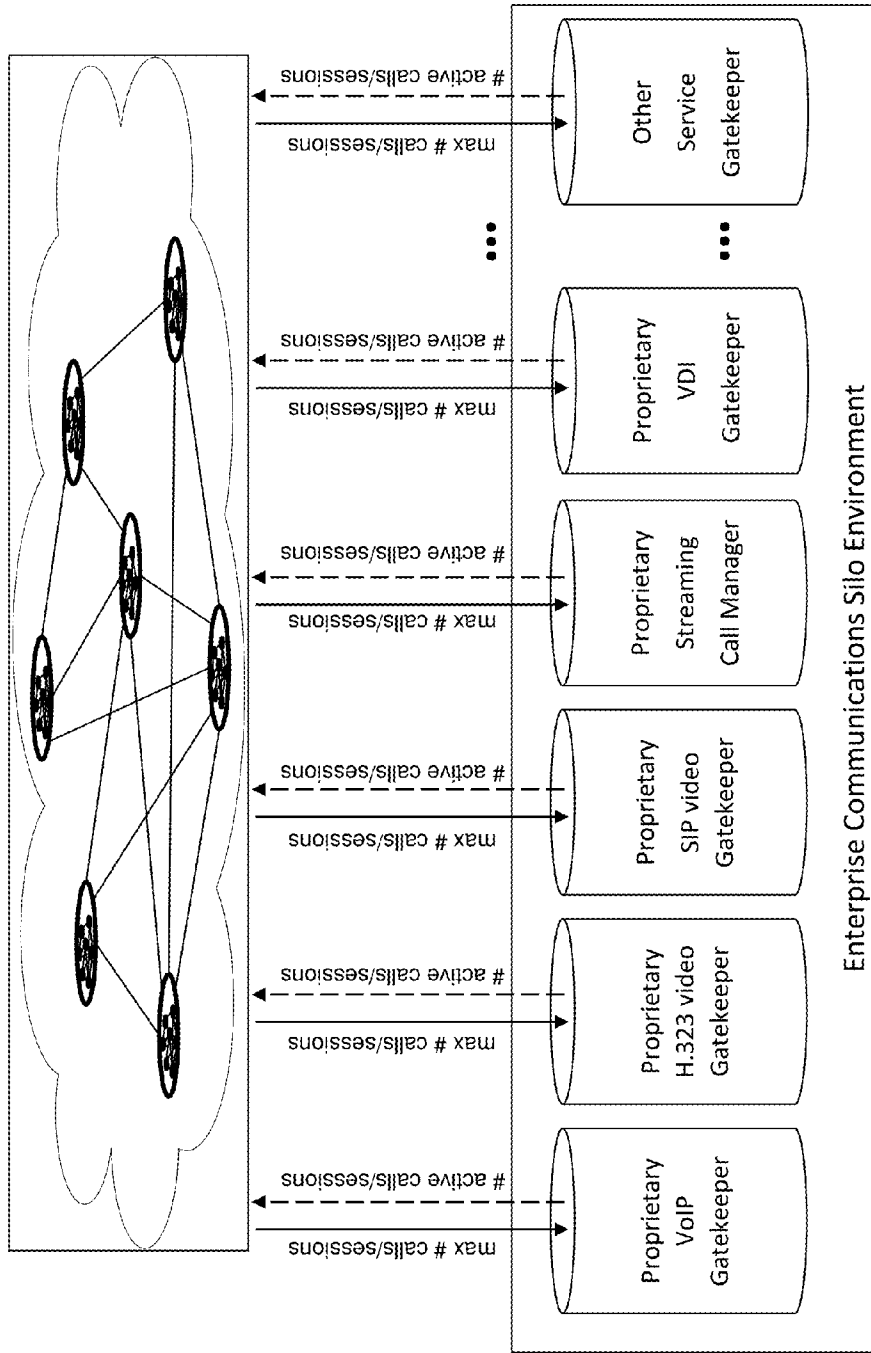 max # calls/sessions
# active calls/sessions
max # calls/sessions
# active calls/sessions
max # calls/sessions
# active calls/sessions
max # calls/sessions
# active calls/sessions
max # calls/sessions
# active calls/sessions
max # calls/sessions
# active calls/sessions
•••
Proprietary
VoIP
Gatekeeper
Proprietary
H.323 video
Gatekeeper
Proprietary
SIP video
Gatekeeper
Proprietary
Streaming
Call Manager
Proprietary
VDI
Gatekeeper
•••
Other
Service
Gatekeeper
Enterprise Communications Silo Environment